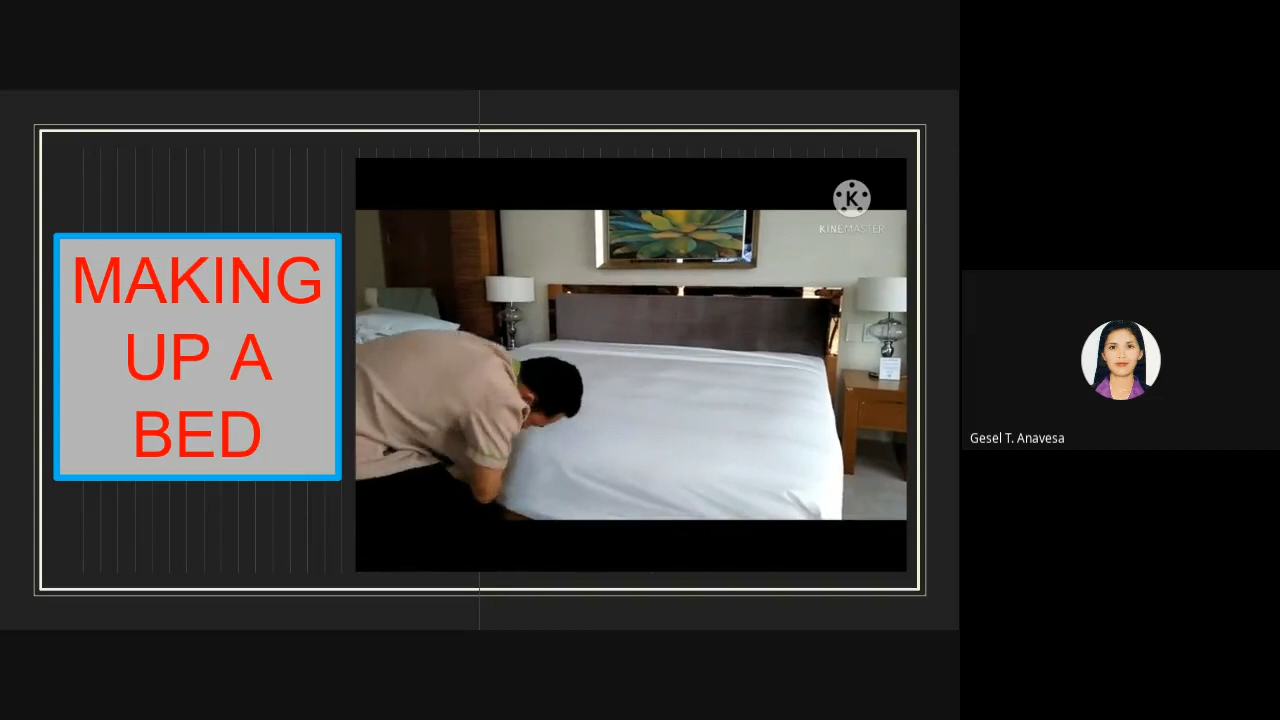 MAKING
UP A
BED
K
KINEMASTER
Gesel T. Anavesa